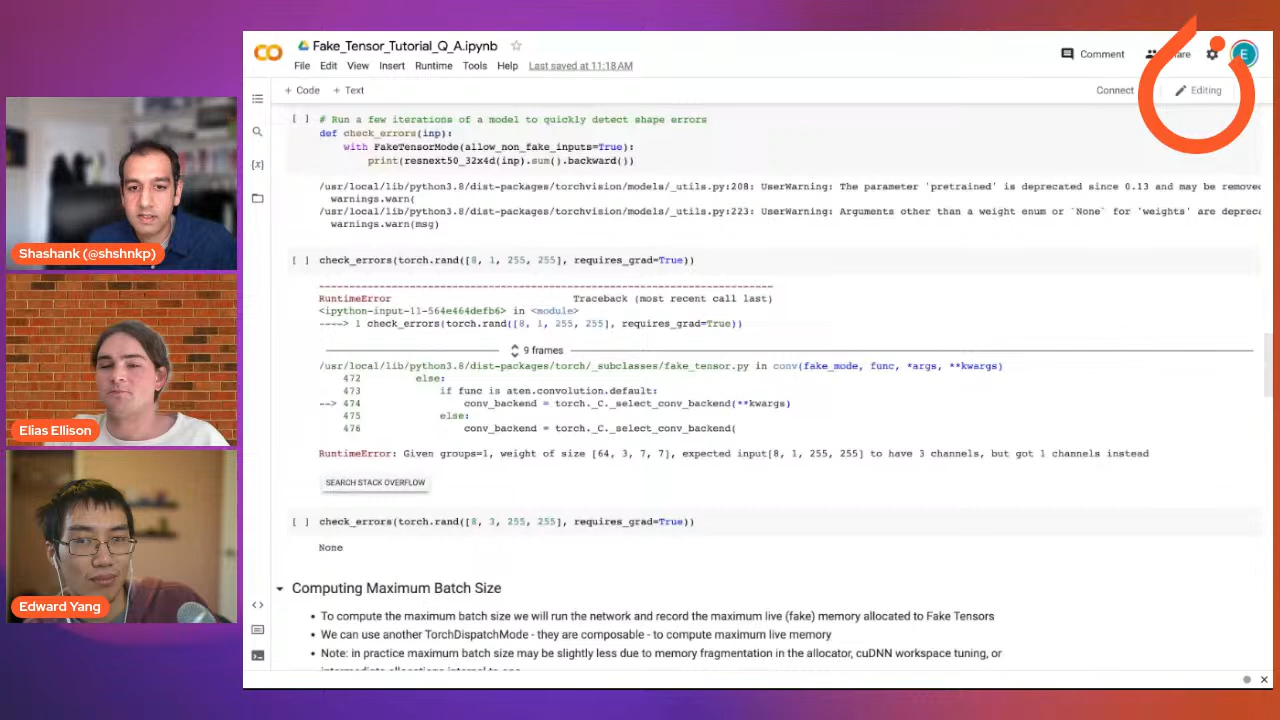 Fake_Tensor_Tutorial_Q_A.ipynb
File Edit View Insert Runtime Tools Help Last saved at 11:18AM
Comment
+ Code + Text
Connect
Editing
[ ] # Run a few iterations of a model to quickly detect shape errors
def check_errors(inp):
with FakeTensorMode(allow_non_fake_inputs=True):
print(resnext50_32x4d(inp).sum().backward())
/usr/local/lib/python3.8/dist-packages/torchvision/models/_utils.py:208: UserWarning: The parameter 'pretrained' is deprecated since 0.13 and may be removed
warnings.warn(
/usr/local/lib/python3.8/dist-packages/torchvision/models/_utils.py:223: UserWarning: Arguments other than a weight enum or `None` for 'weights' are
warnings.warn(msg)
[ ] check_errors(torch.rand([8, 1, 255, 255], requires_grad=True))
---------------------------------------------------------------------------
RuntimeError Traceback (most recent call last)
<ipython-input-11-564e464defb6> in <module>
----> 1 check_errors(torch.rand([8, 1, 255, 255], requires_grad=True))
9 frames
/usr/local/lib/python3.8/dist-packages/torch/_subclasses/fake_tensor.py in conv(fake_mode, func, *args, **kwargs)
472 else:
473 if func is aten.convolution.default:
--> 474 conv_backend = torch._C._select_conv_backend(**kwargs)
475 else:
476 conv_backend = torch._C._select_conv_backend(
RuntimeError: Given groups=1, weight of size [64, 3, 7, 7], expected input[8, 1, 255, 255] to have 3 channels, but got 1 channels instead
SEARCH STACK OVERFLOW
[ ] check_errors(torch.rand([8, 3, 255, 255], requires_grad=True))
None
Computing Maximum Batch Size
• To compute the maximum batch size we will run the network and record the maximum live (fake) memory allocated to Fake Tensors
• We can use another TorchDispatchMode - they are composable - to compute maximum live memory
• Note: in practice maximum batch size may be slightly less due to memory fragmentation in the allocator, cuDNN workspace tuning, or
Shashank (@shshnkp)
Elias Ellison
Edward Yang
E